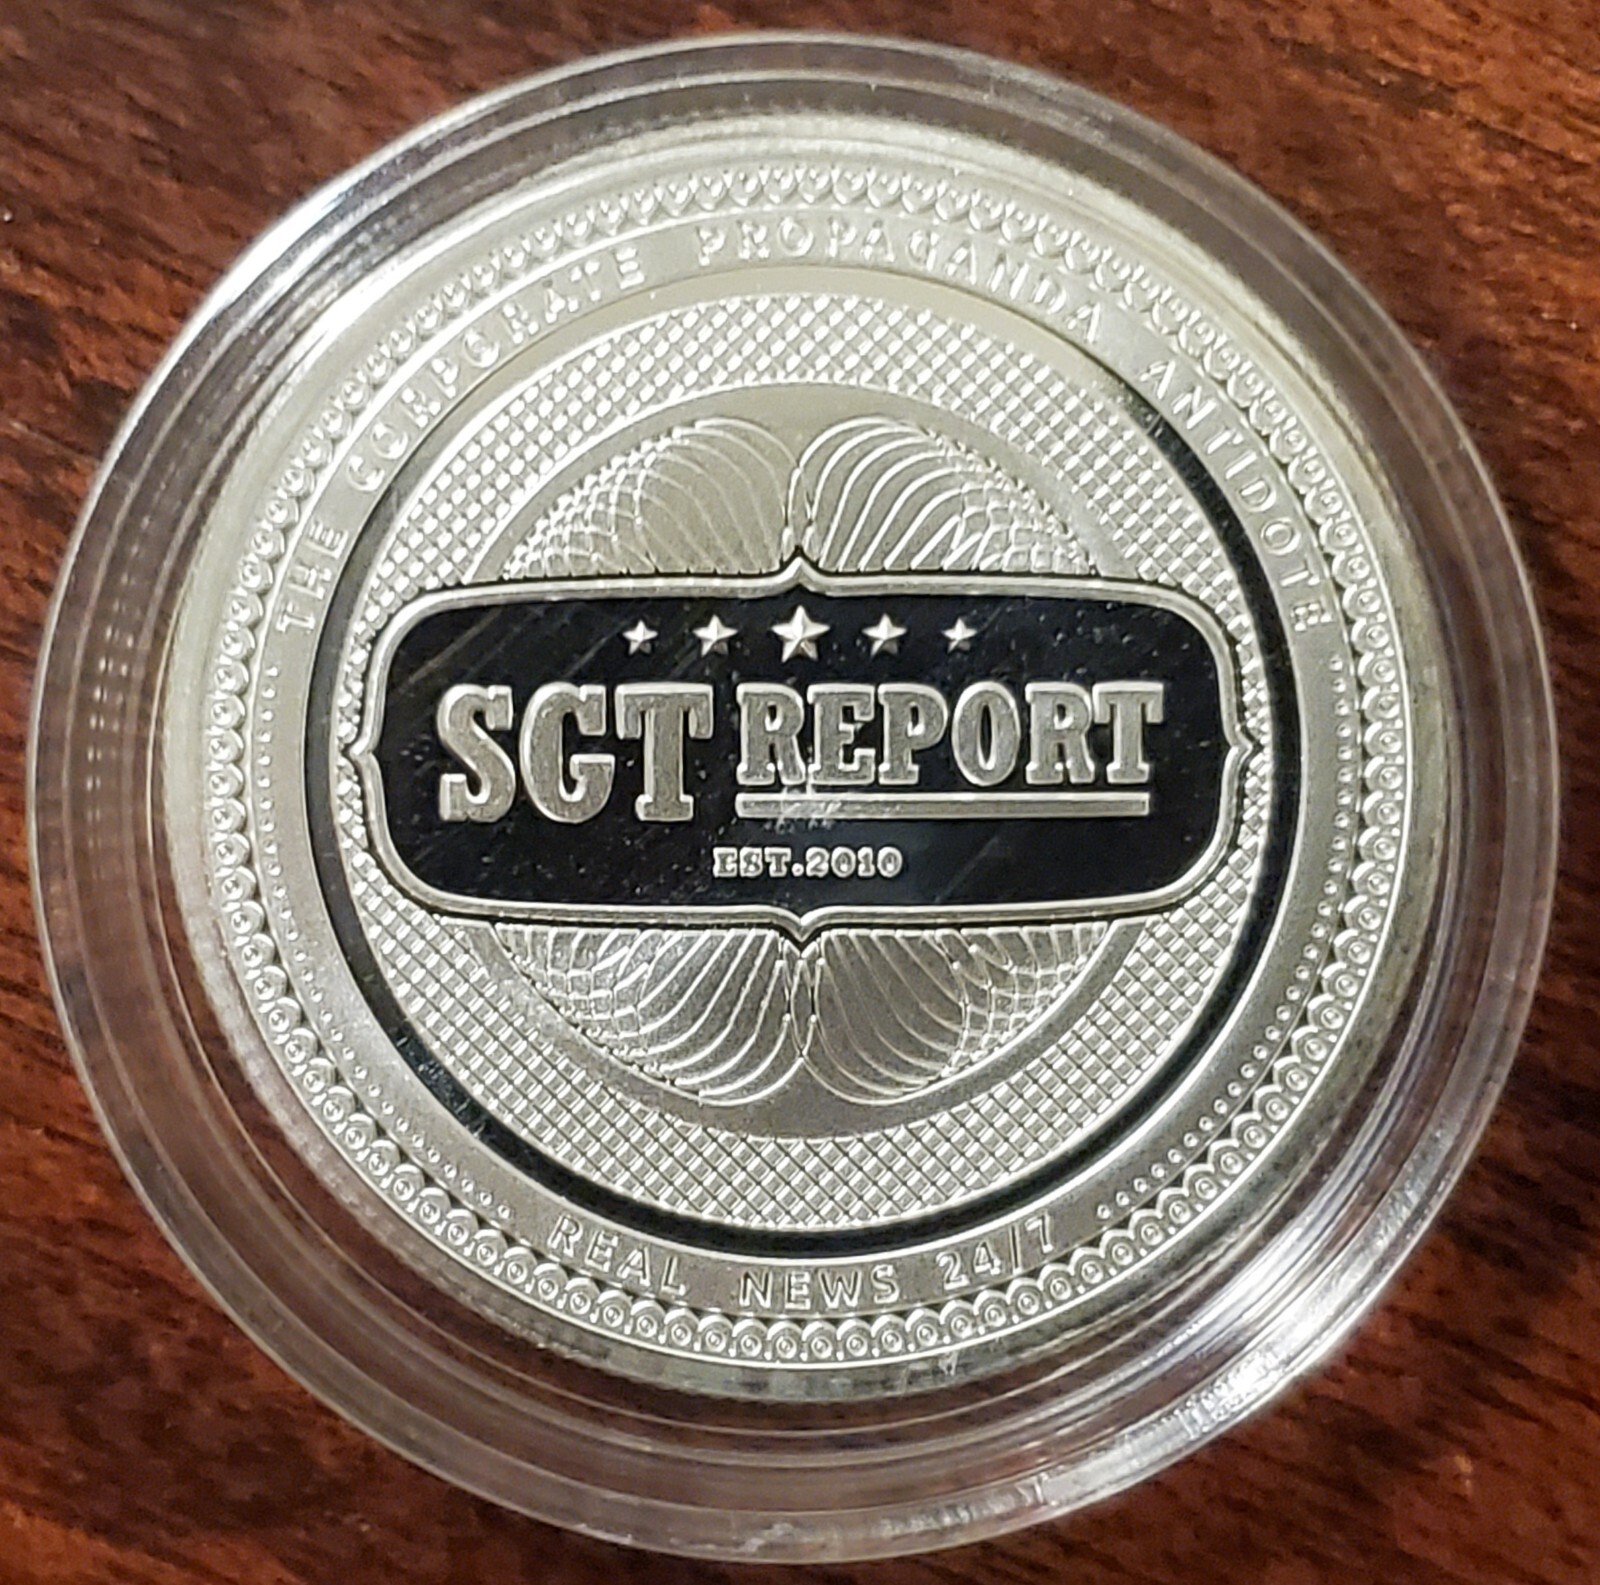 THE CORPORATE PROPAGANDA ANTIDOTE
SGT REPORT
EST.2010
REAL NEWS 24/7